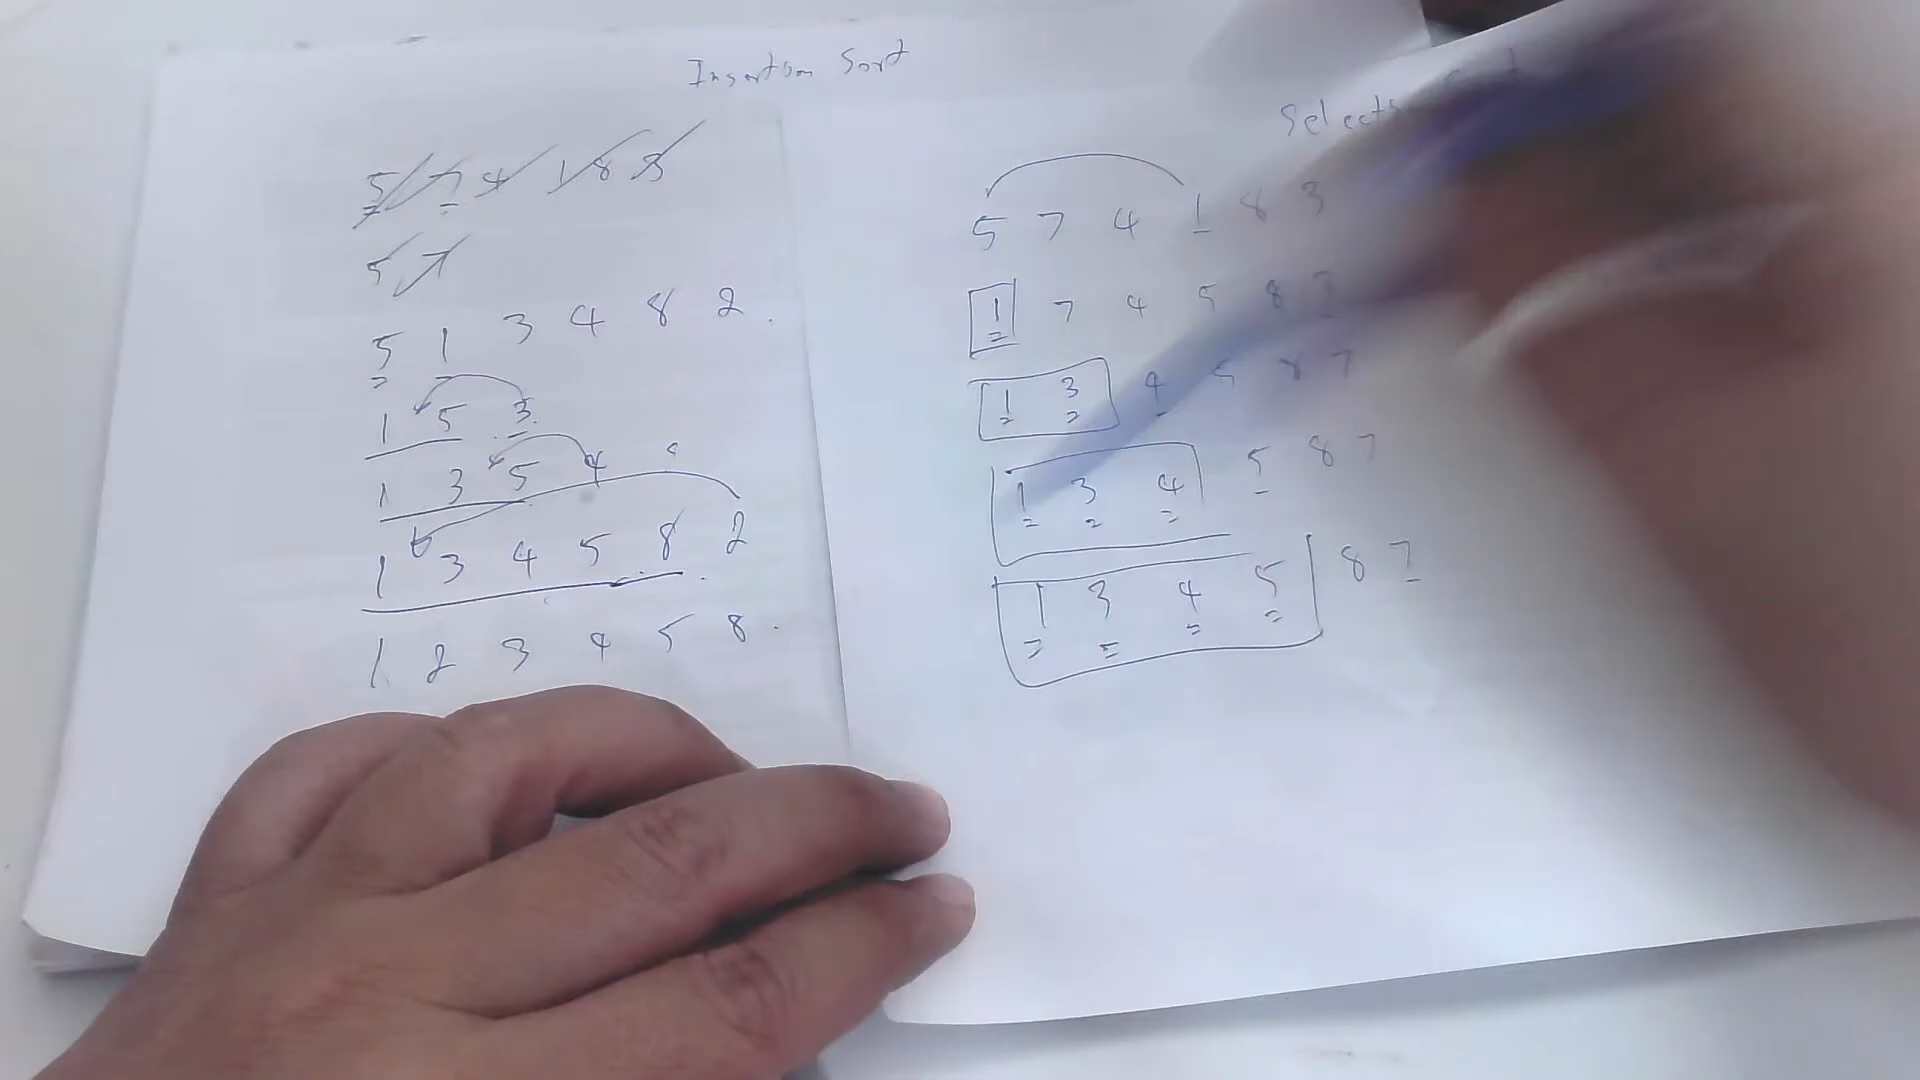 Insertion Sort
5 7 4 1 8 3
5 7
5 1 3 4 8 2
1 5 3
1 3 5 4
1 3 4 5 8 2
1 2 3 4 5 8
5 7 4 1 8 3
1 7 4 5 8
1 3 4 5 8 7
1 3 4 5 8 7
1 3 4 5 8 7